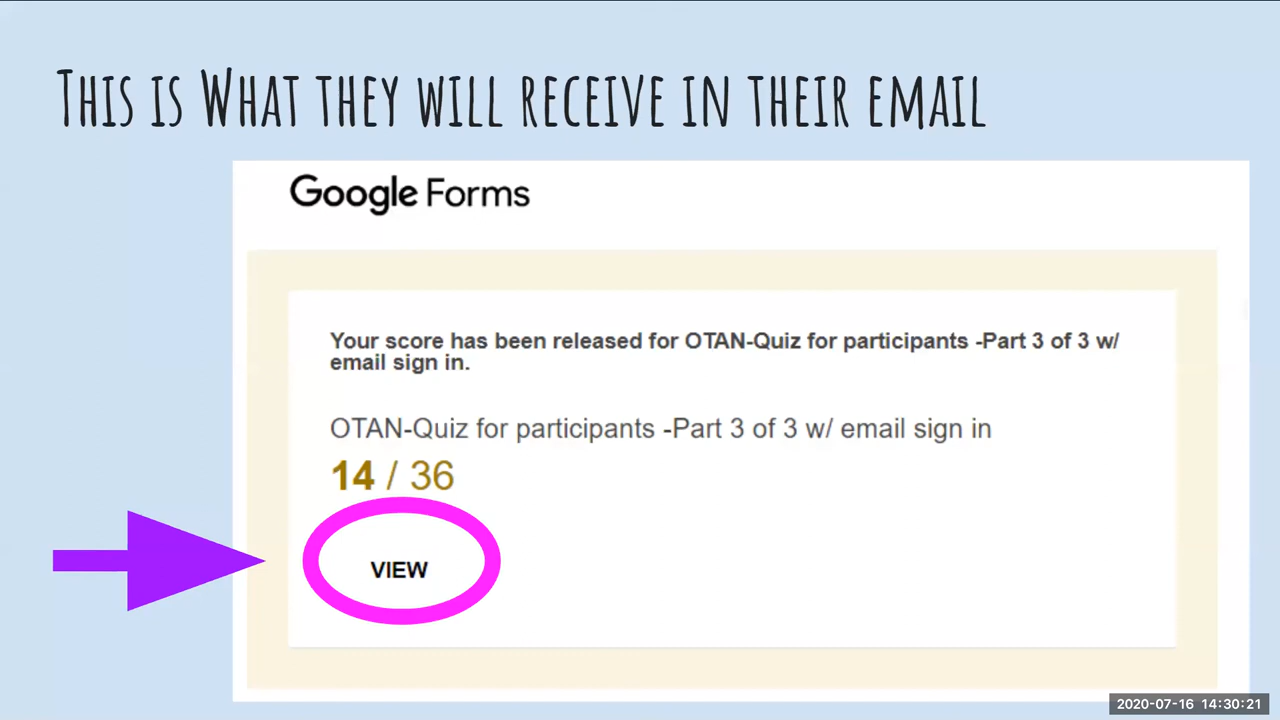 This is What they will receive in their email
Google Forms
Your score has been released for OTAN-Quiz for participants -Part 3 of 3 w/
email sign in.
OTAN-Quiz for participants -Part 3 of 3 w/ email sign in
14 / 36
VIEW
2020-07-16 14:30:21